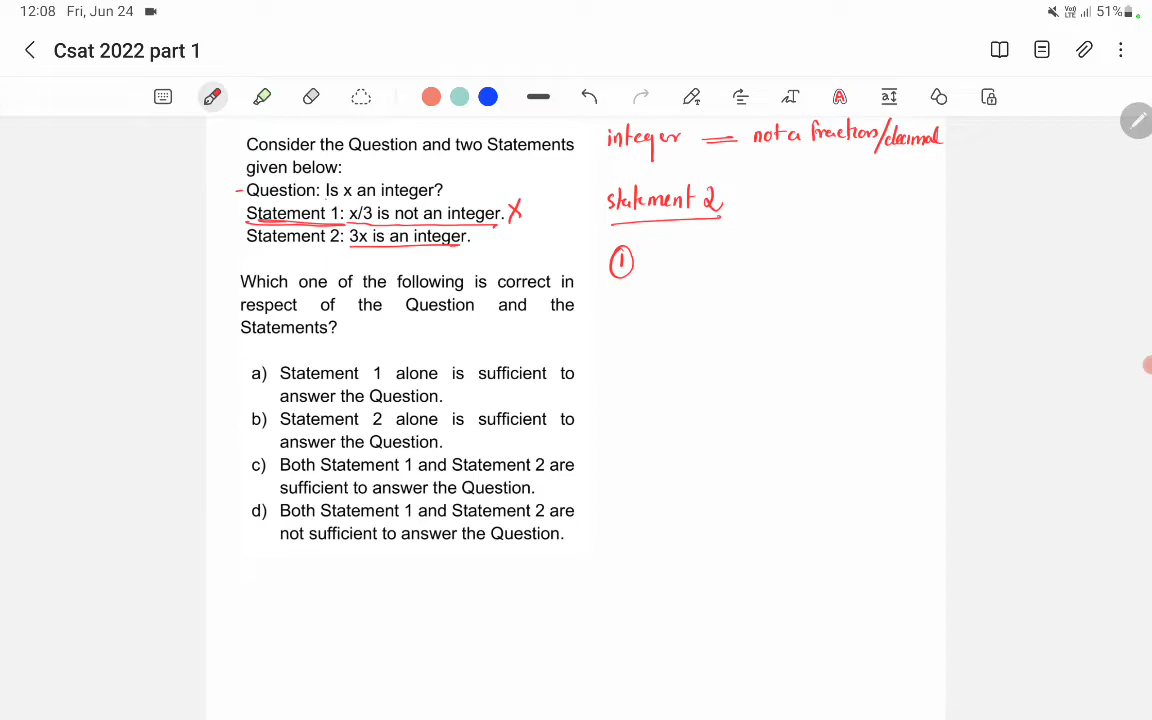 12:08 Fri, Jun 24 Vo) LTE 51%
Csat 2022 part 1
Consider the Question and two Statements
given below:
Question: Is x an integer?
Statement 1: x/3 is not an integer. X
Statement 2: 3x is an integer.
Which one of the following is correct in
respect of the Question and the
Statements?
a) Statement 1 alone is sufficient to
answer the Question.
b) Statement 2 alone is sufficient to
answer the Question.
c) Both Statement 1 and Statement 2 are
sufficient to answer the Question.
d) Both Statement 1 and Statement 2 are
not sufficient to answer the Question.
integer = not a fraction/decimal
statement 2
①